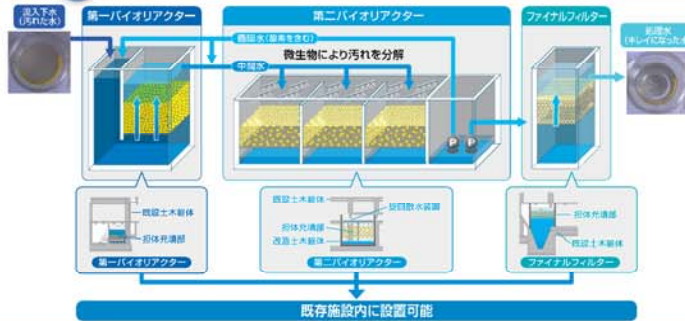 流入下水
(汚れた水)
第一バイオリアクター
第二バイオリアクター
ファイナルフィルター
処理水
(キレイになった水)
循環水(酸素を含む)
微生物により汚れを分解
中間水
P
P
既設土木躯体
担体充填部
第一バイオリアクター
既設土木躯体
旋回散水装置
担体充填部
改造土木躯体
第二バイオリアクター
担体充填部
既設土木躯体
ファイナルフィルター
既存施設内に設置可能